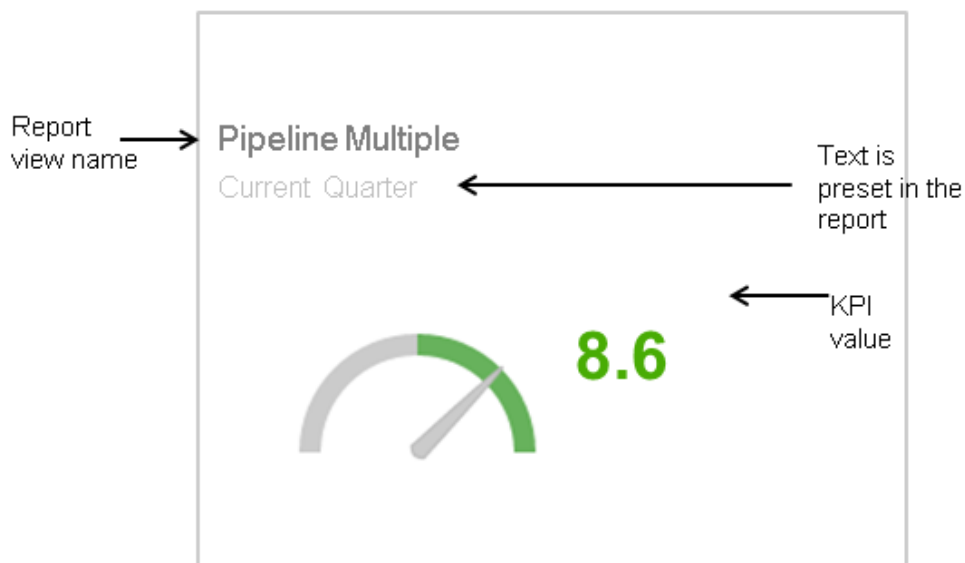 Report
view name
Pipeline Multiple
Current Quarter
Text is
preset in the
report
KPI
value
8.6